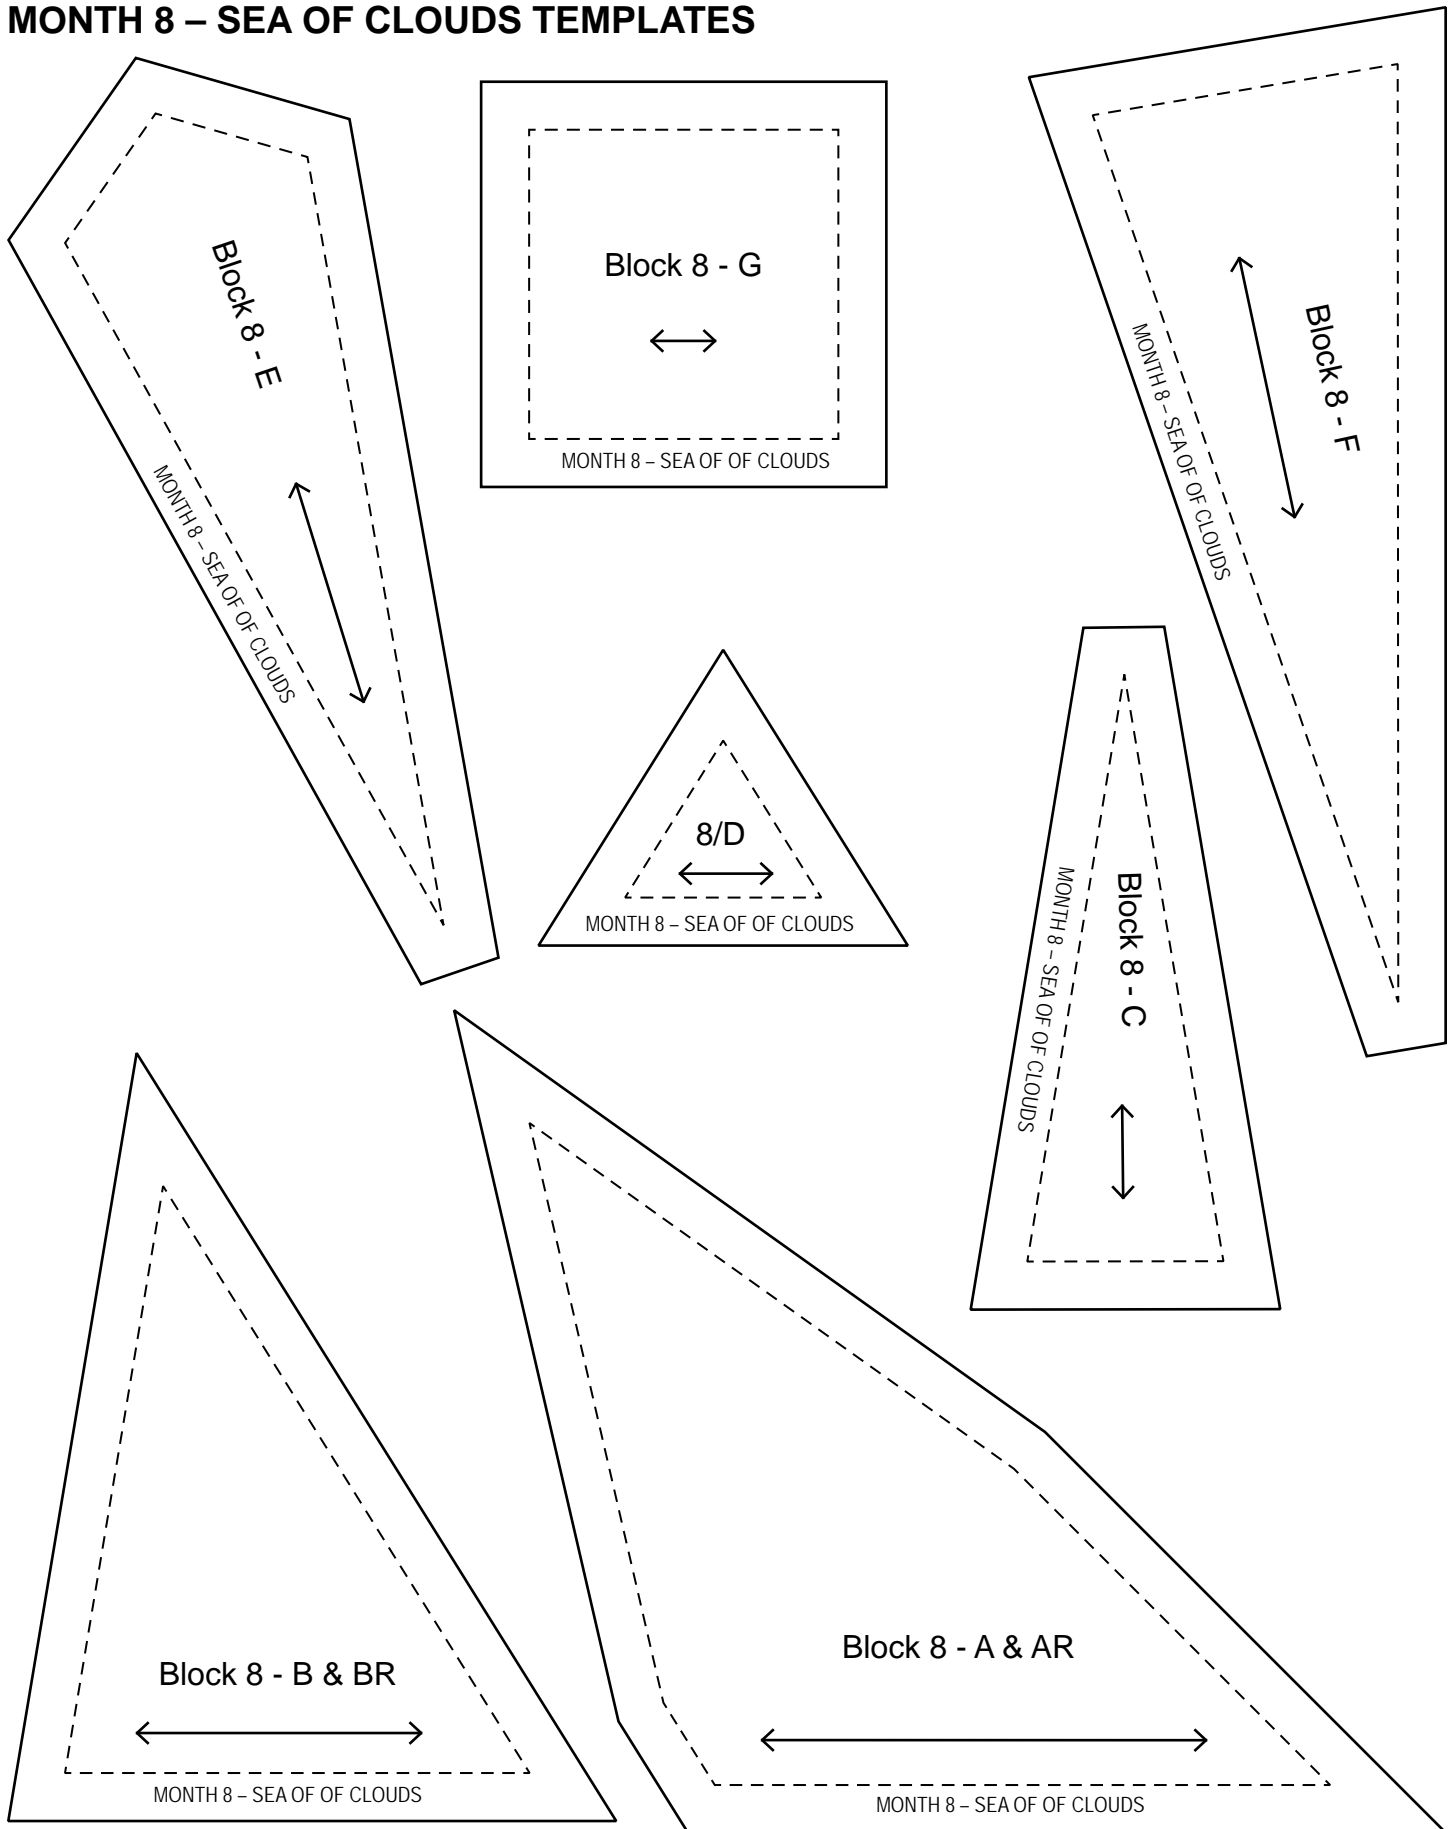 MONTH 8 – SEA OF CLOUDS TEMPLATES
Block 8 - E
MONTH 8 – SEA OF OF CLOUDS
Block 8 - G
MONTH 8 – SEA OF OF CLOUDS
Block 8 - F
MONTH 8 – SEA OF OF CLOUDS
8/D
MONTH 8 – SEA OF OF CLOUDS
Block 8 - C
MONTH 8 – SEA OF OF CLOUDS
Block 8 - B & BR
MONTH 8 – SEA OF OF CLOUDS
Block 8 - A & AR
MONTH 8 – SEA OF OF CLOUDS